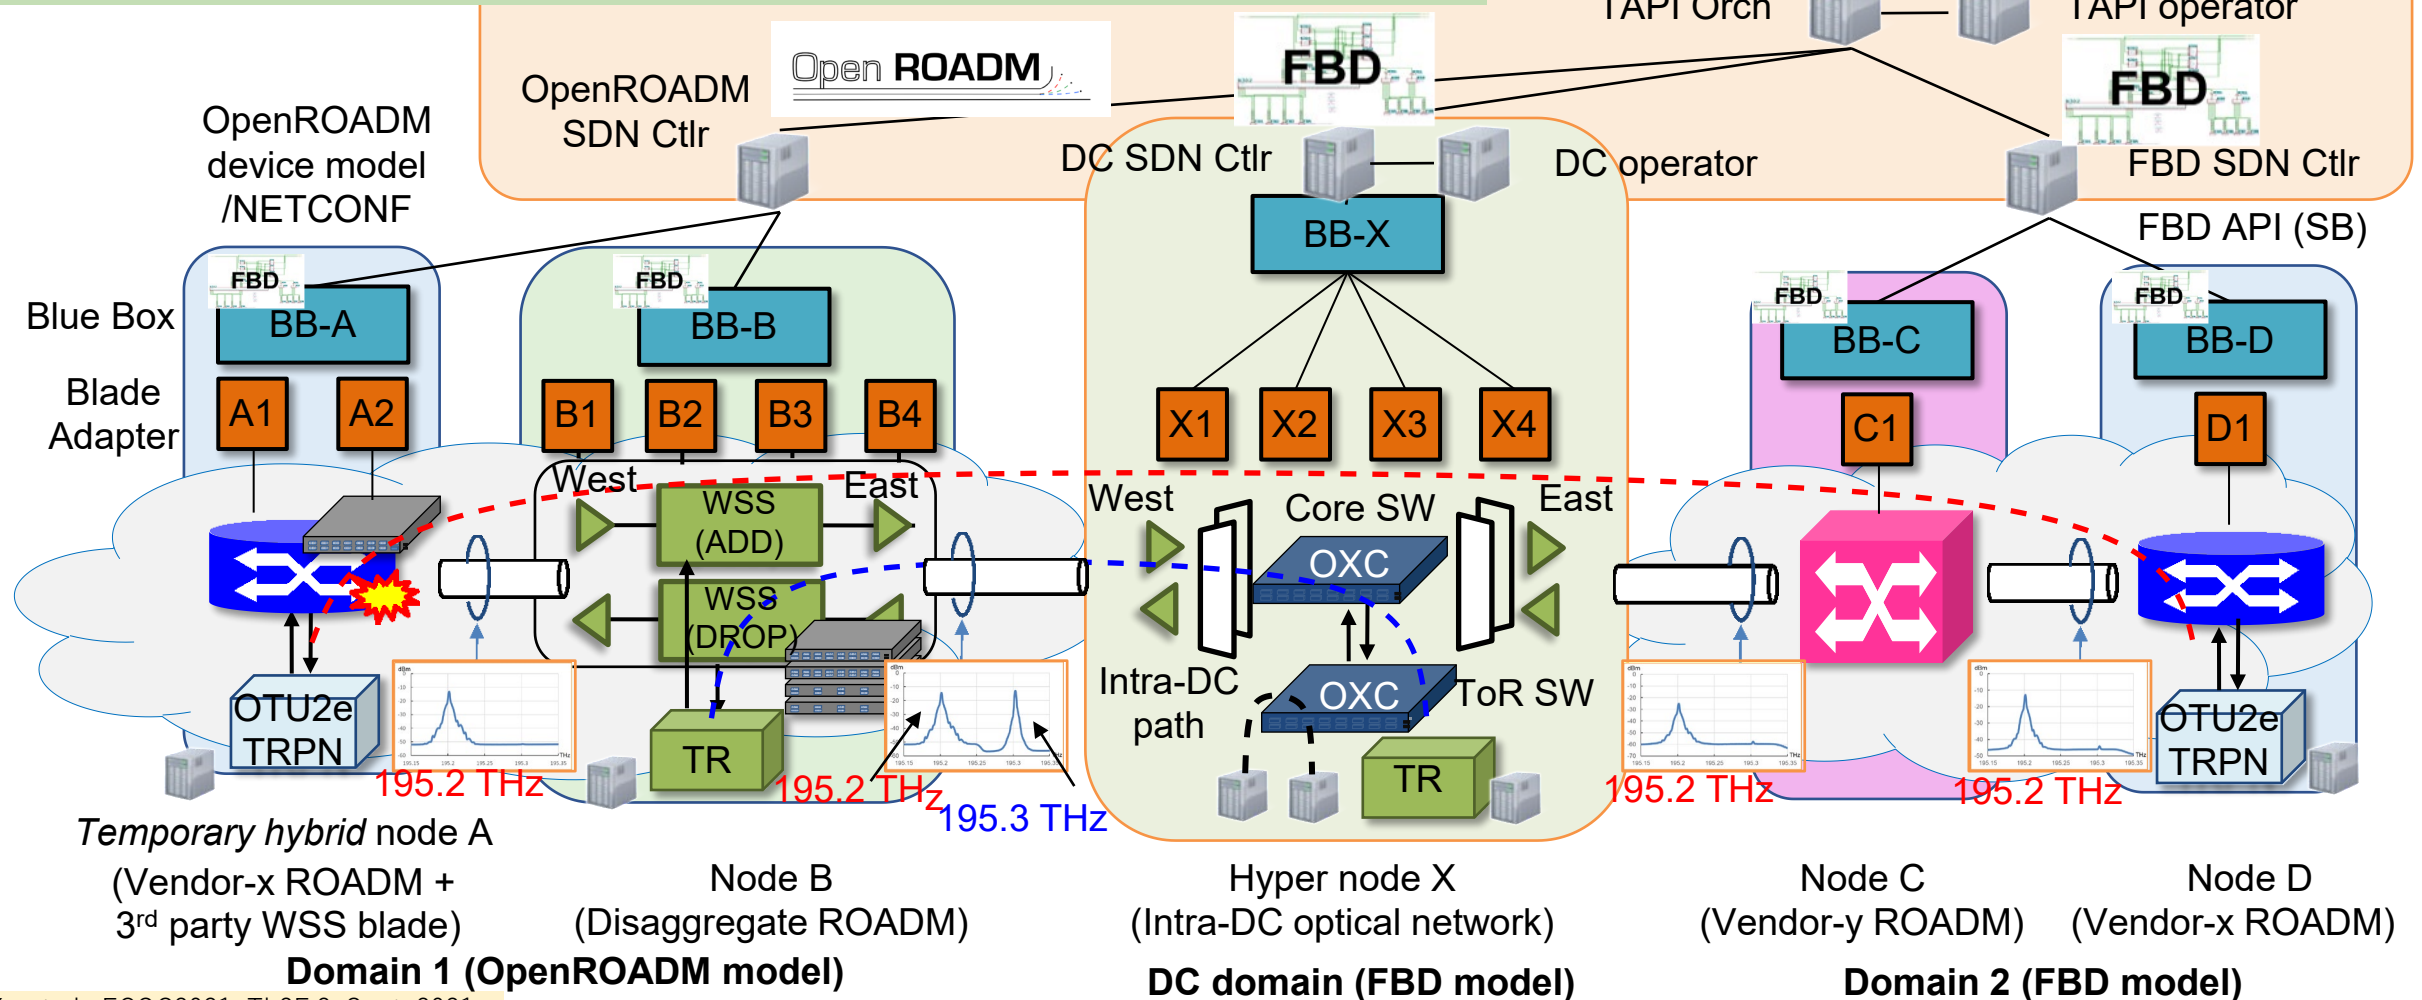 TAPI Orch
TAPI operator
OpenROADM
SDN Ctlr
Open ROADM
FBD
FBD
DC SDN Ctlr
DC operator
FBD SDN Ctlr
FBD API (SB)
OpenROADM
device model
/NETCONF
Blue Box
Blade
Adapter
FBD
BB-A
A1
A2
FBD
BB-B
B1
B2
B3
B4
BB-X
X1
X2
X3
X4
FBD
BB-C
C1
FBD
BB-D
D1
West
East
WSS
(ADD)
WSS
(DROP)
TR
West
East
Core SW
OXC
OXC
ToR SW
Intra-DC
path
TR
OTU2e
TRPN
OTU2e
TRPN
195.2 THz
195.2 THz
195.3 THz
195.2 THz
195.2 THz
Temporary hybrid node A
(Vendor-x ROADM +
3rd party WSS blade)
Node B
(Disaggregate ROADM)
Hyper node X
(Intra-DC optical network)
Node C
(Vendor-y ROADM)
Node D
(Vendor-x ROADM)
Domain 1 (OpenROADM model)
DC domain (FBD model)
Domain 2 (FBD model)